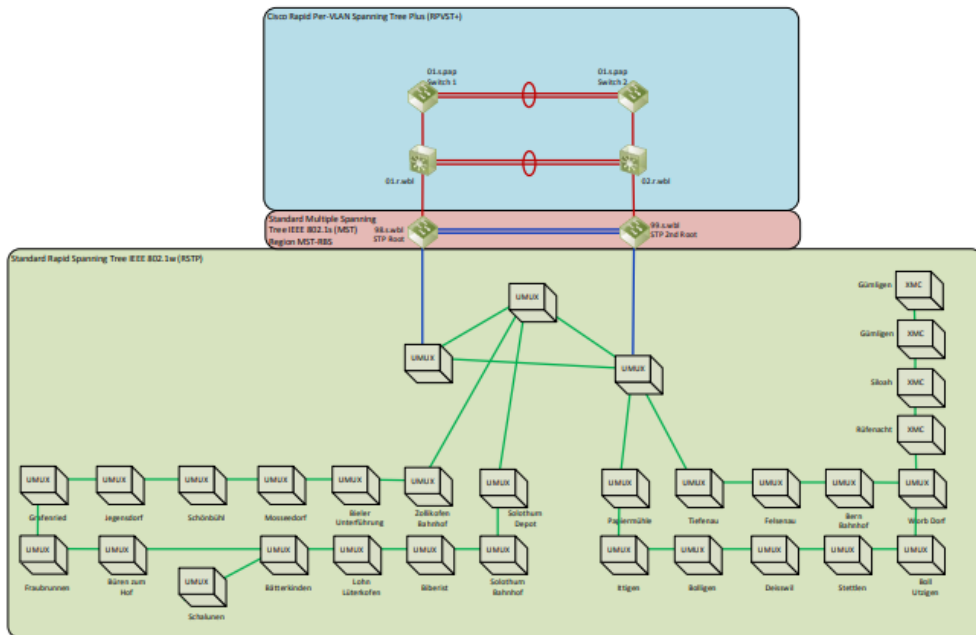 Cisco Rapid Per-VLAN Spanning Tree Plus (RPVST+)
01.s.pap
Switch 1
01.s.pap
Switch 2
01.r.wbl
02.r.wbl
Standard Multiple Spanning
Tree IEEE 802.1s (MST)
Region MST-RBS
98.s.wbl
STP Root
99.s.wbl
STP 2nd Root
Standard Rapid Spanning Tree IEEE 802.1w (RSTP)
Gümligen
XMC
UMUX
Gümligen
XMC
UMUX
UMUX
Siloah
XMC
Rüfenacht
XMC
UMUX
UMUX
UMUX
UMUX
UMUX
UMUX
UMUX
UMUX
UMUX
UMUX
UMUX
UMUX
Grafenried
Jegensdorf
Schönbühl
Moosseedorf
Bieler
Unterführung
Zollikofen
Bahnhof
Solothurn
Depot
Papiermühle
Tiefenau
Felsenau
Bern
Bahnhof
Worb Dorf
UMUX
UMUX
UMUX
UMUX
UMUX
UMUX
UMUX
UMUX
UMUX
UMUX
UMUX
Fraubrunnen
Büren zum
Hof
UMUX
Schalunen
Bätterkinden
Lohn
Lüterkofen
Biberist
Solothurn
Bahnhof
Ittigen
Bolligen
Deisswil
Stettlen
Boll
Utzigen